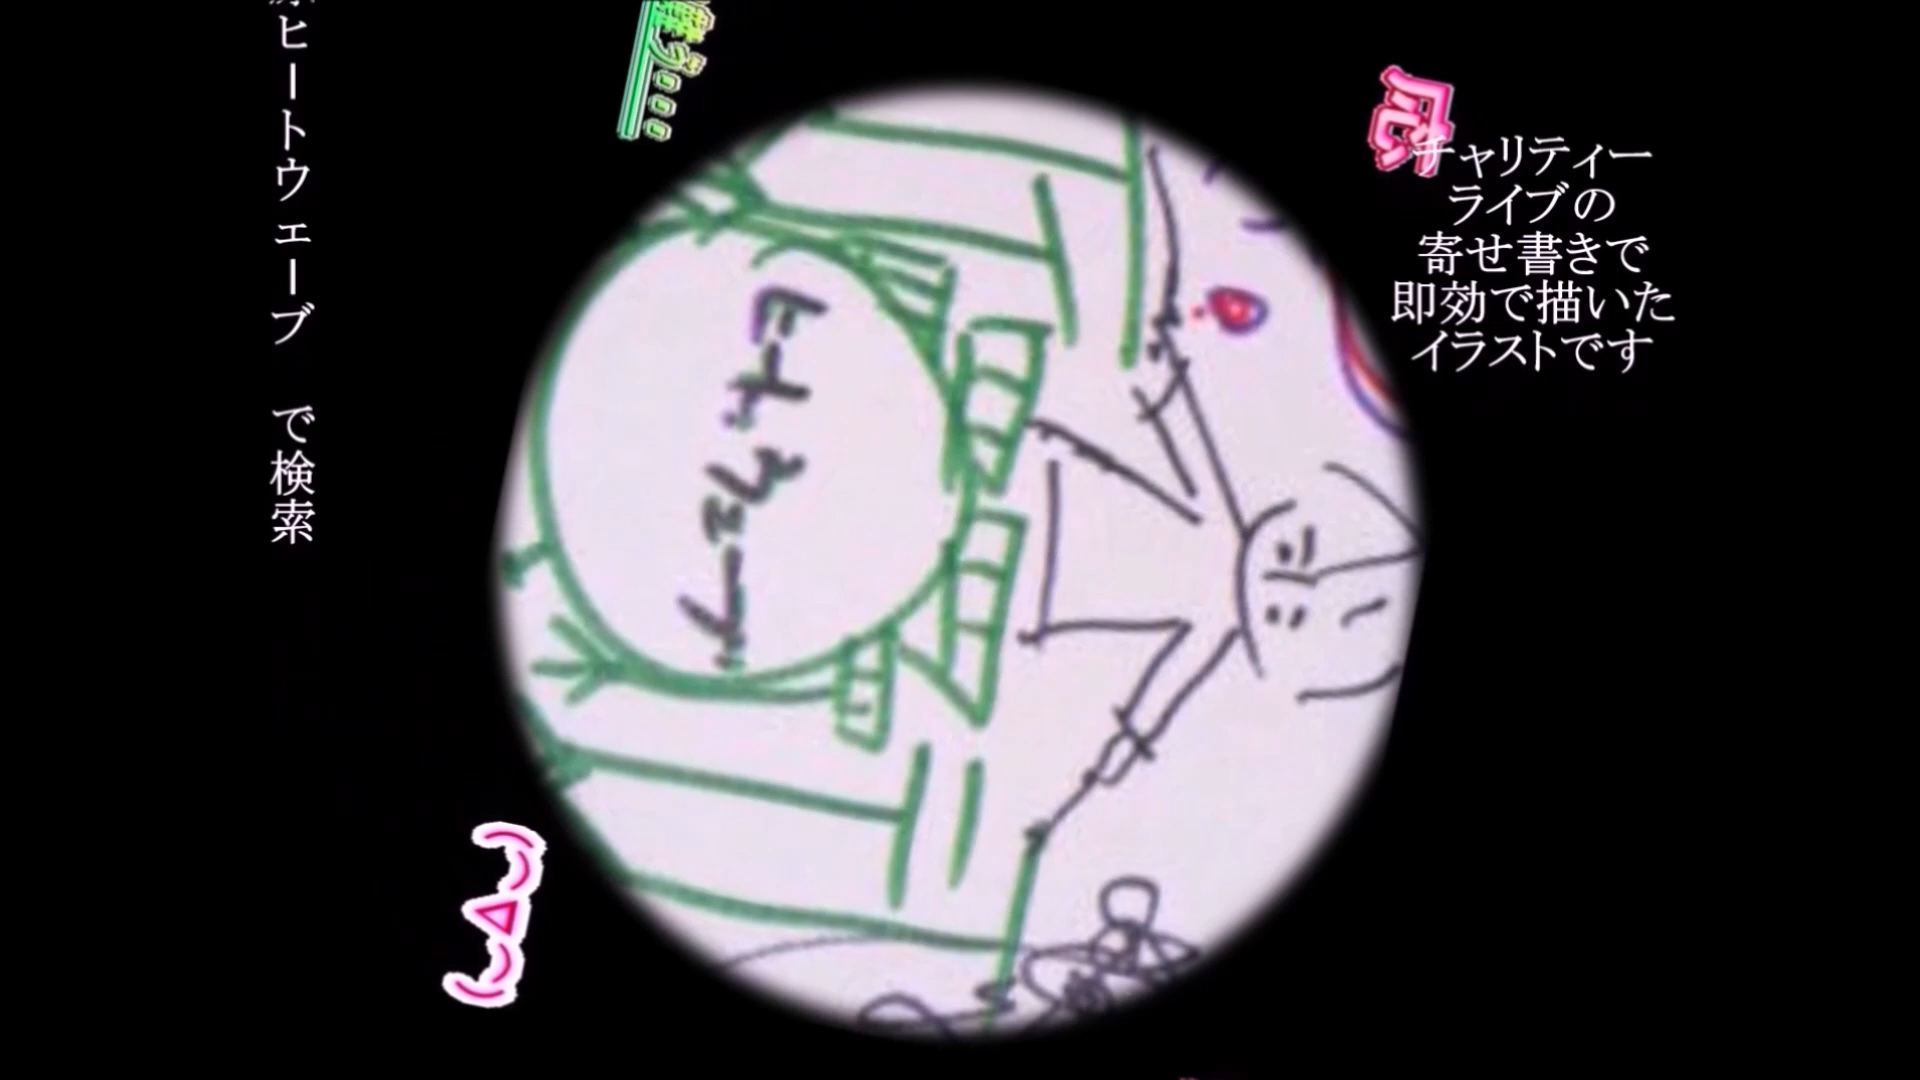 ヒートウェーブ で検索
チャリティー
ライブの
寄せ書きで
即効で描いた
イラストです
ヒートウェーブ